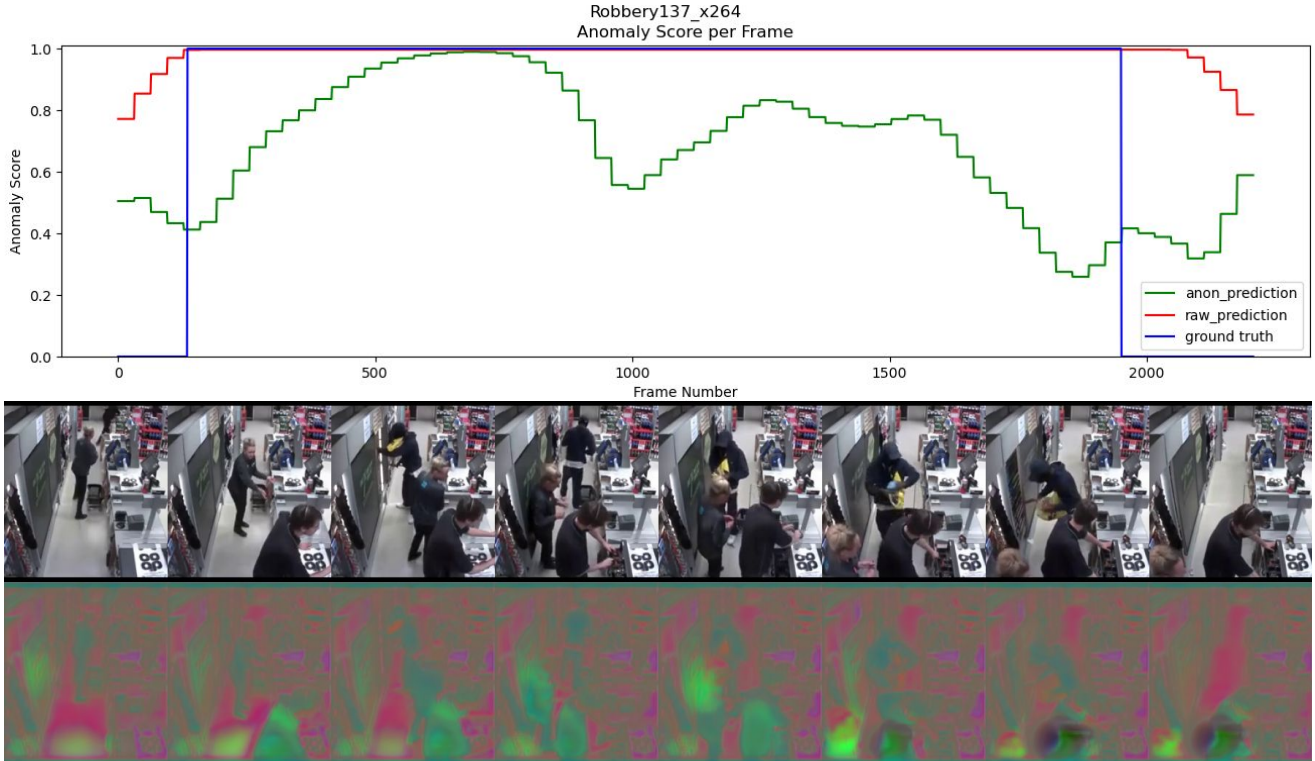 Robbery137_x264
Anomaly Score per Frame
Anomaly Score
1.0
0.8
0.6
0.4
0.2
0.0
anon_prediction
raw_prediction
ground truth
0
500
1000
1500
2000
Frame Number